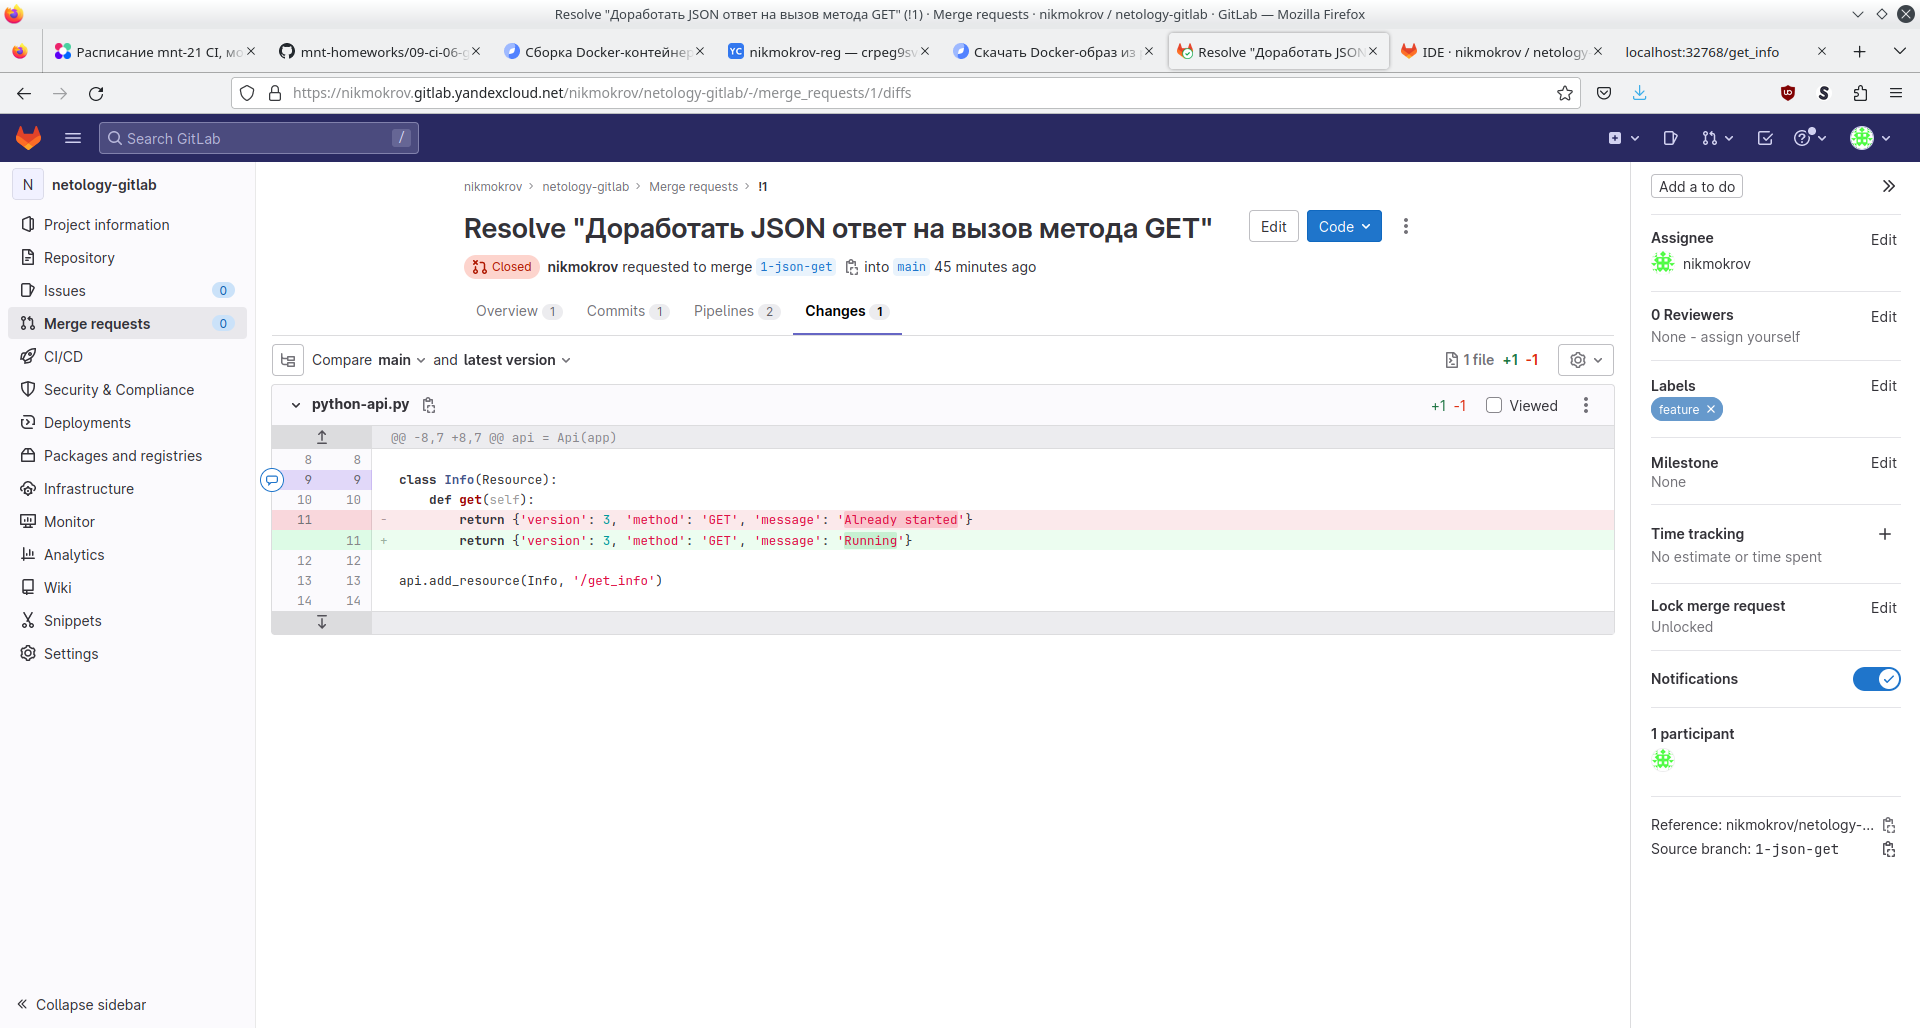 Resolve "Доработать JSON ответ на вызов метода GET" (!1) · Merge requests · nikmokrov / netology-gitlab · GitLab — Mozilla Firefox
Расписание mnt-21 CI, мо
mnt-homeworks/09-ci-06-g
Сборка Docker-контейнер
YC nikmokrov-reg — crpeg9sv
Скачать Docker-образ из
Resolve "Доработать JSON
IDE · nikmokrov / netology-
localhost:32768/get_info
https://nikmokrov.gitlab.yandexcloud.net/nikmokrov/netology-gitlab/-/merge_requests/1/diffs
Search GitLab /
N netology-gitlab
Project information
Repository
Issues 0
Merge requests 0
CI/CD
Security & Compliance
Deployments
Packages and registries
Infrastructure
Monitor
Analytics
Wiki
Snippets
Settings
Collapse sidebar
nikmokrov › netology-gitlab › Merge requests › !1
Resolve "Доработать JSON ответ на вызов метода GET"
Edit
Code
Closed nikmokrov requested to merge 1-json-get into main 45 minutes ago
Overview 1
Commits 1
Pipelines 2
Changes 1
Compare main and latest version
1 file +1 -1
python-api.py
+1 -1 Viewed
@@ -8,7 +8,7 @@ api = Api(app)
8 8
9 9 class Info(Resource):
10 10 def get(self):
11 - return {'version': 3, 'method': 'GET', 'message': 'Already started'}
11 + return {'version': 3, 'method': 'GET', 'message': 'Running'}
12 12
13 13 api.add_resource(Info, '/get_info')
14 14
Add a to do
Assignee Edit
nikmokrov
0 Reviewers Edit
None - assign yourself
Labels Edit
feature
Milestone Edit
None
Time tracking
No estimate or time spent
Lock merge request Edit
Unlocked
Notifications
1 participant
Reference: nikmokrov/netology-...
Source branch: 1-json-get